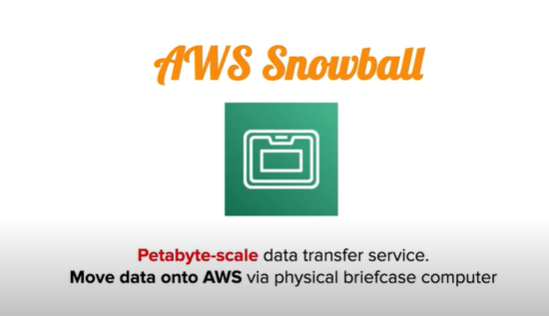 AWS Snowball
Petabyte-scale data transfer service.
Move data onto AWS via physical briefcase computer